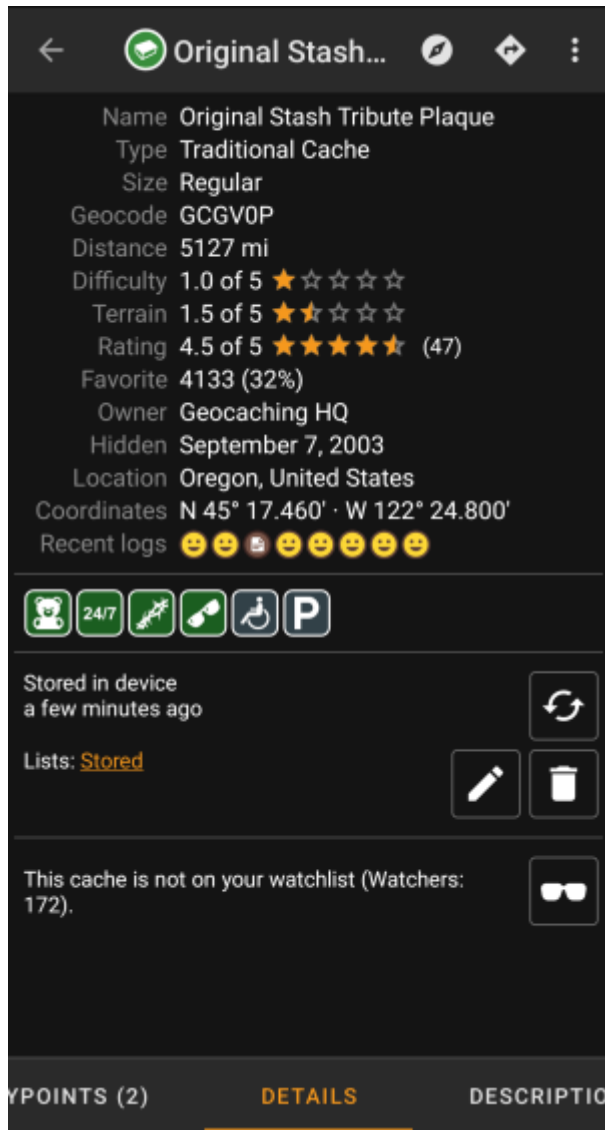 Original Stash...
Name Original Stash Tribute Plaque
Type Traditional Cache
Size Regular
Geocode GCGV0P
Distance 5127 mi
Difficulty 1.0 of 5
Terrain 1.5 of 5
Rating 4.5 of 5 (47)
Favorite 4133 (32%)
Owner Geocaching HQ
Hidden September 7, 2003
Location Oregon, United States
Coordinates N 45° 17.460' · W 122° 24.800'
Recent logs
24/7 P
Stored in device
a few minutes ago
Lists: Stored
This cache is not on your watchlist (Watchers:
172).
YPOINTS (2) DETAILS DESCRIPTIO